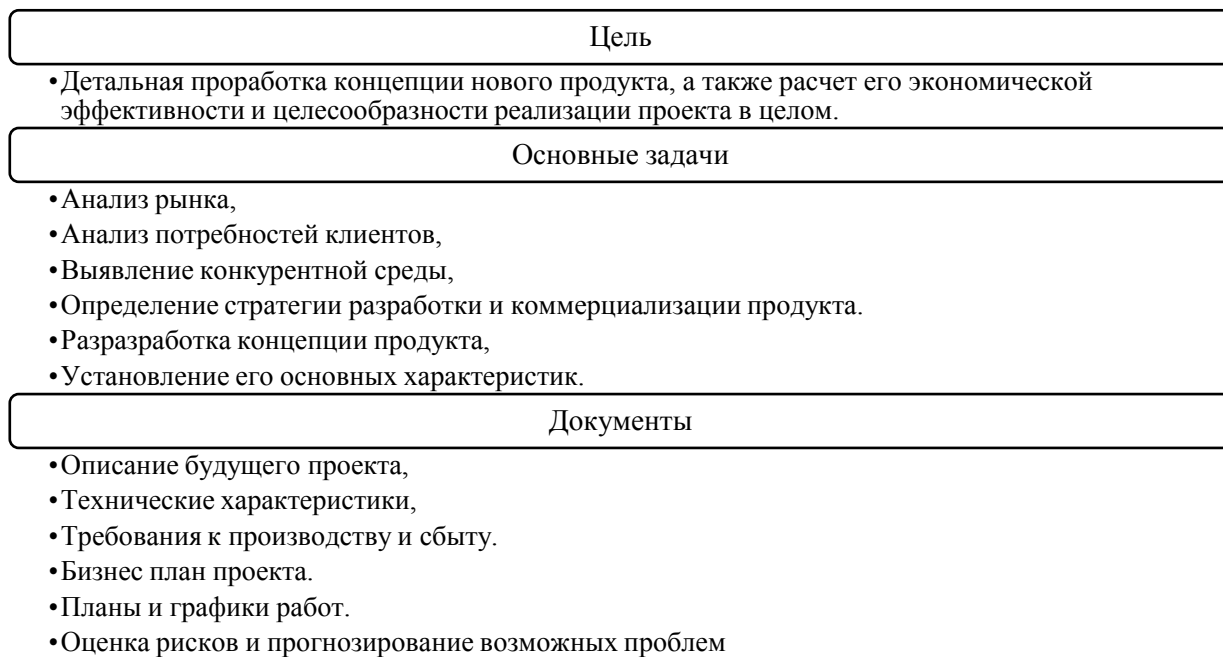 Цель
•Детальная проработка концепции нового продукта, а также расчет его экономической
эффективности и целесообразности реализации проекта в целом.
Основные задачи
•Анализ рынка,
•Анализ потребностей клиентов,
•Выявление конкурентной среды,
•Определение стратегии разработки и коммерциализации продукта.
•Разразработка концепции продукта,
•Установление его основных характеристик.
Документы
•Описание будущего проекта,
•Технические характеристики,
•Требования к производству и сбыту.
•Бизнес план проекта.
•Планы и графики работ.
•Оценка рисков и прогнозирование возможных проблем